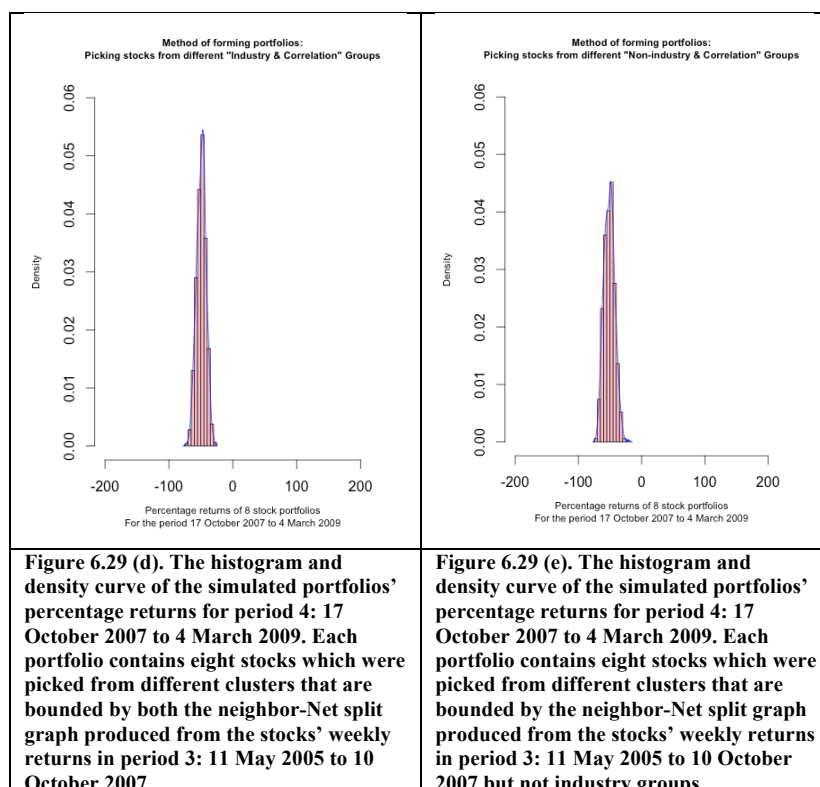 Method of forming portfolios:
Picking stocks from different "Industry & Correlation" Groups
0.06
0.05
0.04
0.03
0.02
0.01
0.00
Density
-200 -100 0 100 200
Percentage returns of 8 stock portfolios
For the period 17 October 2007 to 4 March 2009
Figure 6.29 (d). The histogram and
density curve of the simulated portfolios’
percentage returns for period 4: 17
October 2007 to 4 March 2009. Each
portfolio contains eight stocks which were
picked from different clusters that are
bounded by both the neighbor-Net split
graph produced from the stocks’ weekly
returns in period 3: 11 May 2005 to 10
October 2007
Method of forming portfolios:
Picking stocks from different "Non-industry & Correlation" Groups
0.06
0.05
0.04
0.03
0.02
0.01
0.00
Density
-200 -100 0 100 200
Percentage returns of 8 stock portfolios
For the period 17 October 2007 to 4 March 2009
Figure 6.29 (e). The histogram and
density curve of the simulated portfolios’
percentage returns for period 4: 17
October 2007 to 4 March 2009. Each
portfolio contains eight stocks which were
picked from different clusters that are
bounded by the neighbor-Net split graph
produced from the stocks’ weekly returns
in period 3: 11 May 2005 to 10 October
2007 but not industry groups